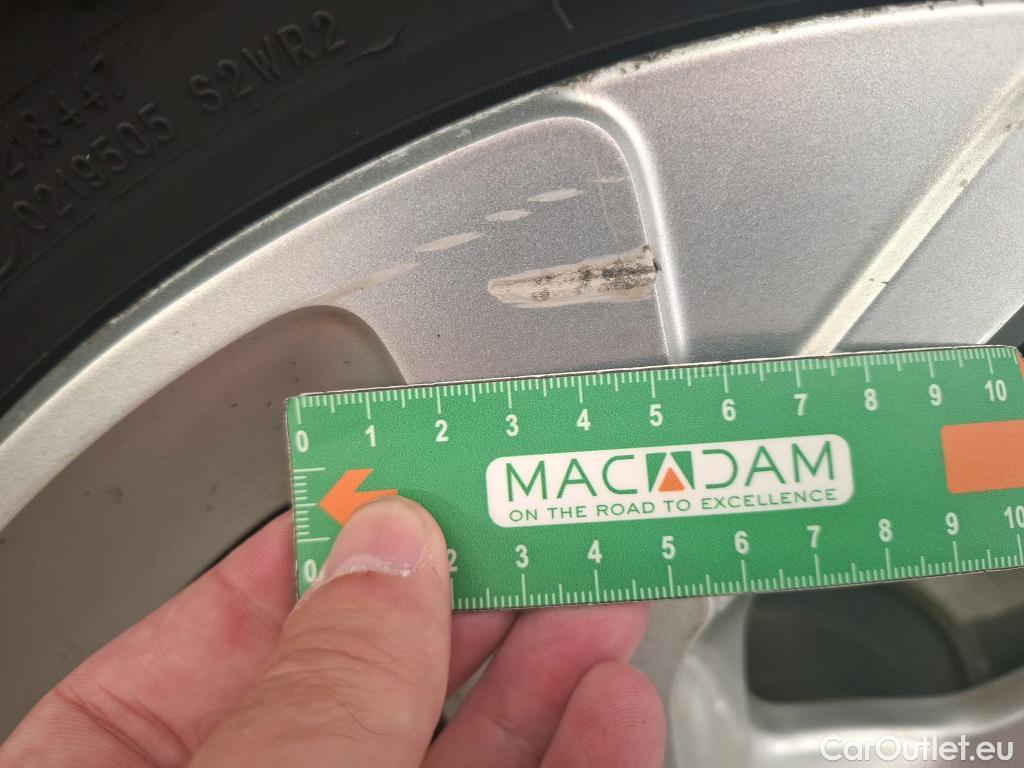 0219505 S2WR2
0 1 2 3 4 5 6 7 8 9 10
MACADAM
ON THE ROAD TO EXCELLENCE
0 2 3 4 5 6 7 8 9 10
CarOutlet.eu